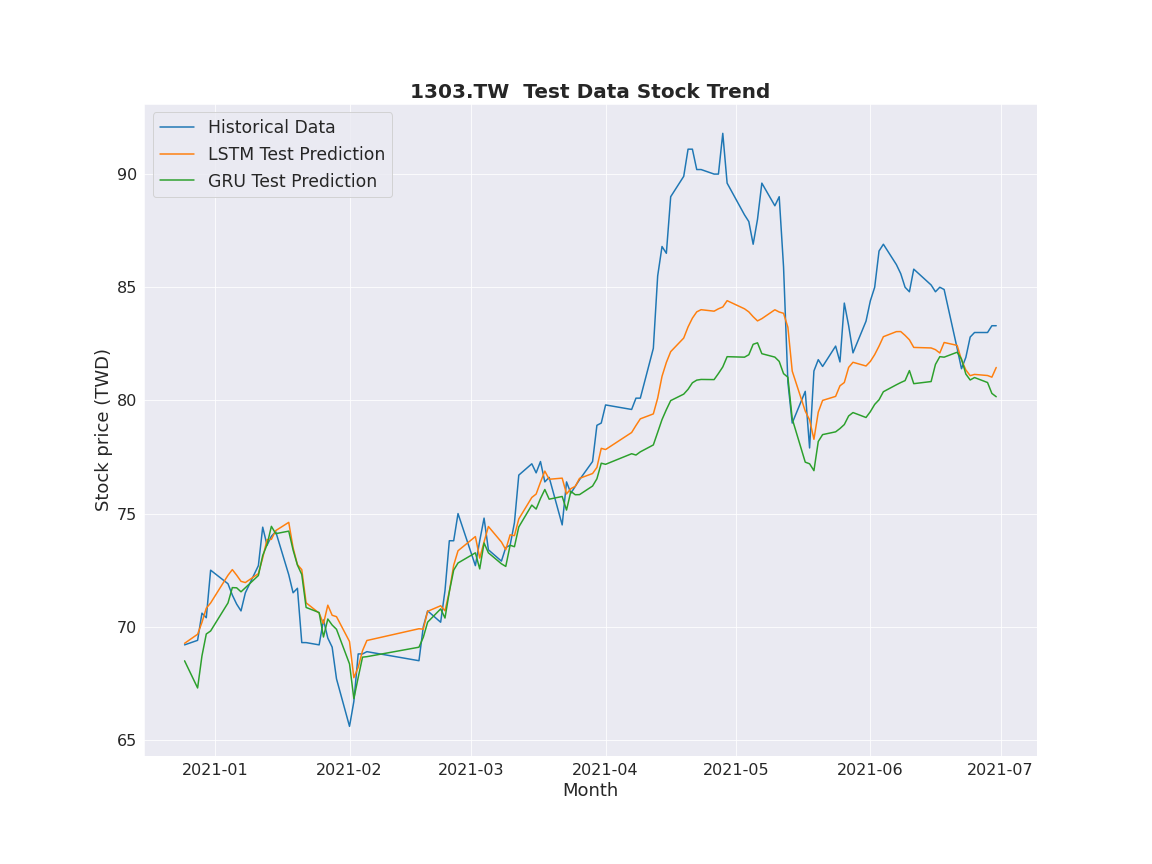 1303.TW  Test Data Stock Trend
Historical Data
LSTM Test Prediction
GRU Test Prediction
90
85
80
75
70
65
Stock price (TWD)
2021-01 2021-02 2021-03 2021-04 2021-05 2021-06 2021-07
Month